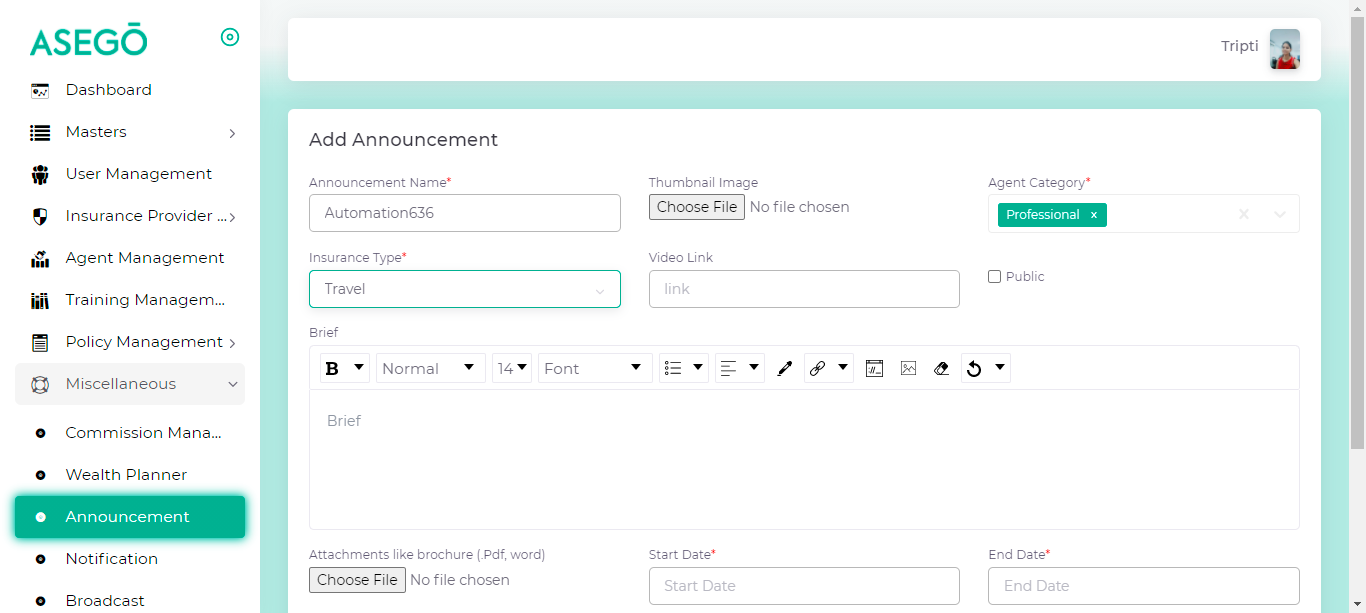 ASEGŌ
Dashboard
Masters
User Management
Insurance Provider ...
Agent Management
Training Managem...
Policy Management
Miscellaneous
Commission Mana...
Wealth Planner
Announcement
Notification
Broadcast
Tripti
Add Announcement
Announcement Name* Thumbnail Image Agent Category*
Automation636 Choose File No file chosen Professional ×
Insurance Type* Video Link
Travel link Public
Brief
B Normal 14 Font
Brief
Attachments like brochure (.Pdf, word) Start Date* End Date*
Choose File No file chosen Start Date End Date